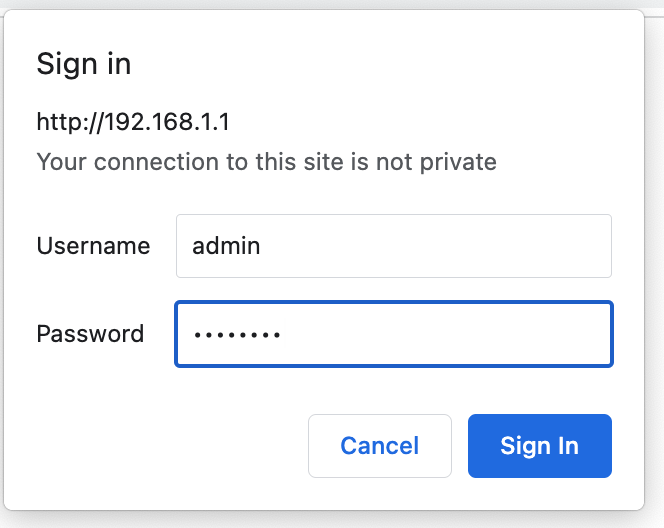 Sign in
http://192.168.1.1
Your connection to this site is not private
Username admin
Password ••••••••
Cancel Sign In